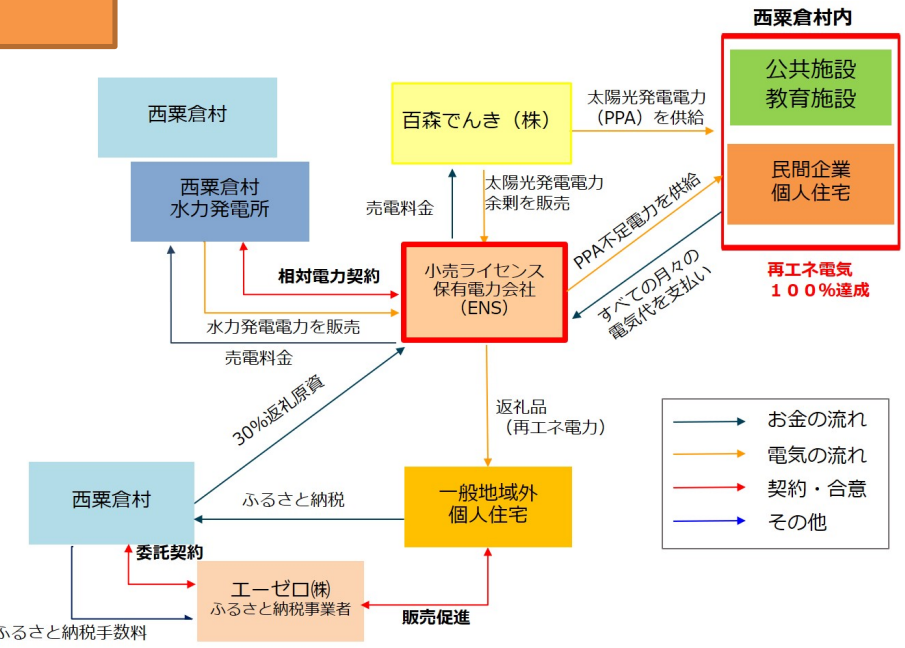 西粟倉村内
公共施設
教育施設
民間企業
個人住宅
再エネ電気
１００％達成
西粟倉村
西粟倉村
水力発電所
百森でんき（株）
太陽光発電電力
（PPA）を供給
売電料金
太陽光発電電力
余剰を販売
PPA不足電力を供給
すべての月々の
電気代を支払い
相対電力契約
小売ライセンス
保有電力会社
（ENS）
水力発電電力を販売
売電料金
30%返礼原資
返礼品
（再エネ電力）
西粟倉村
ふるさと納税
一般地域外
個人住宅
委託契約
エーゼロ㈱
ふるさと納税事業者
販売促進
ふるさと納税手数料
お金の流れ
電気の流れ
契約・合意
その他